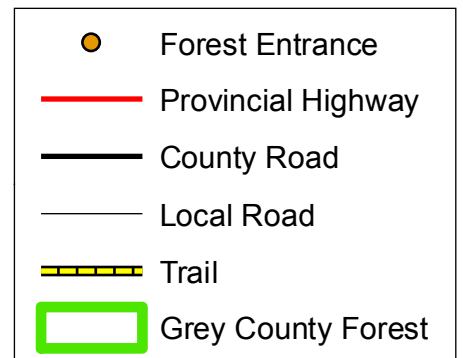 Forest Entrance
Provincial Highway
County Road
Local Road
Trail
Grey County Forest